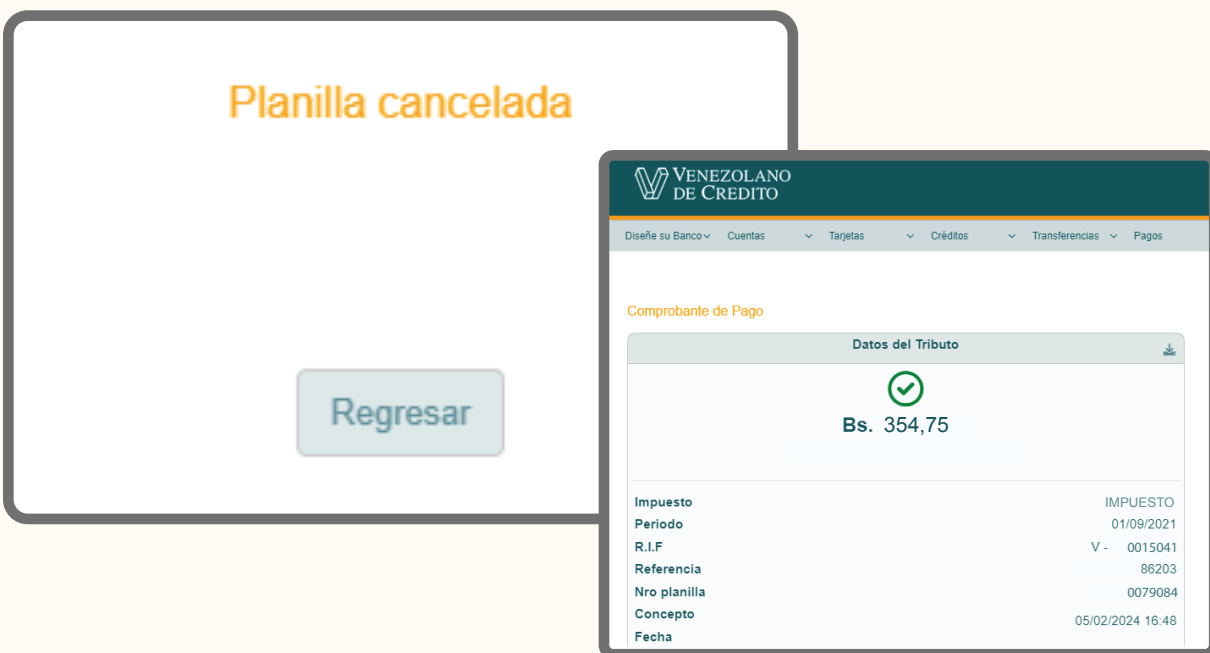 Planilla cancelada
Regresar
VENEZOLANO
DE CREDITO
Diseñe su Banco Cuentas Tarjetas Créditos Transferencias Pagos
Comprobante de Pago
Datos del Tributo
Bs. 354,75
Impuesto IMPUESTO
Periodo 01/09/2021
R.I.F V - 0015041
Referencia 86203
Nro planilla 0079084
Concepto
05/02/2024 16:48
Fecha